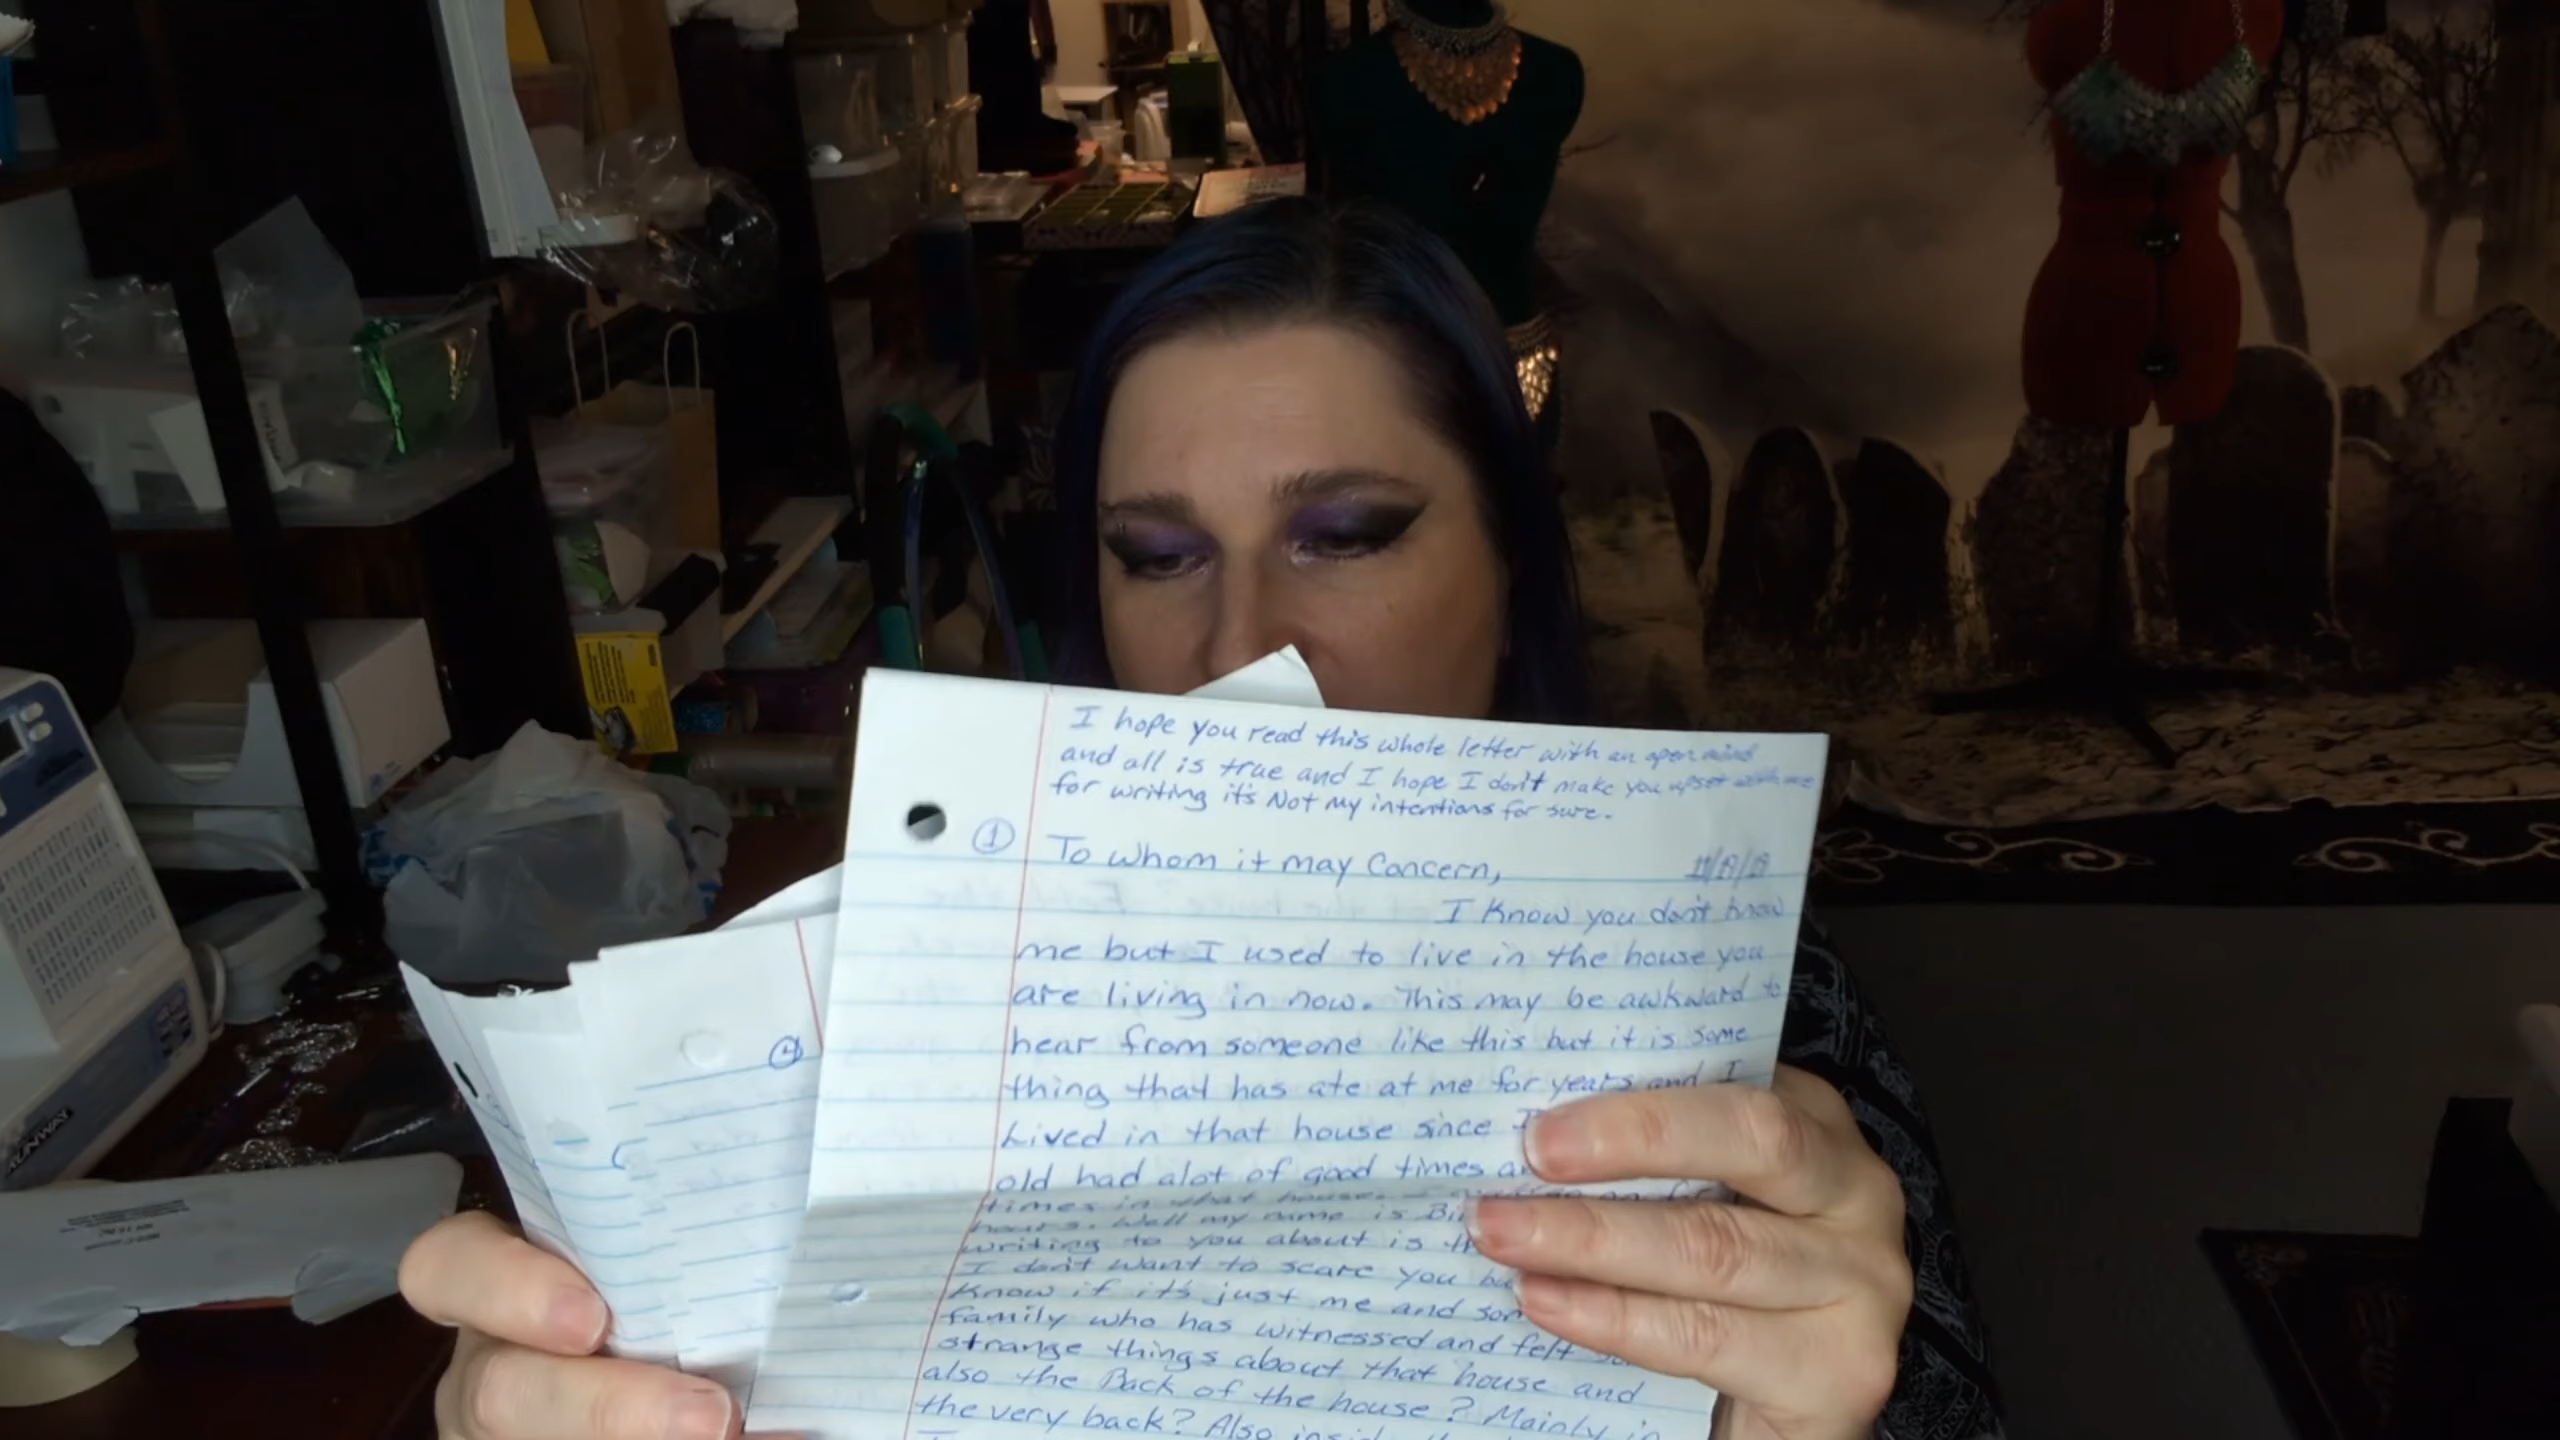 I hope you read this whole letter with an open mind
and all is true and I hope I don't make you upset with me
for writing it's Not My intentions for sure.
①
To whom it may Concern,
I Know you don't know
me but I used to live in the house you
are living in now. This may be awkward to
hear from someone like this but it is some
thing that has ate at me for years and I
Lived in that house since
old had alot of good times
times in that house. I
hours. Well my name is
writing to you about is
I don't want to scare you
Know if it's just me and
family who has witnessed and felt
strange things about that house and
also the Back of the house? Mainly in
the very back? Also
④
RUNWAY